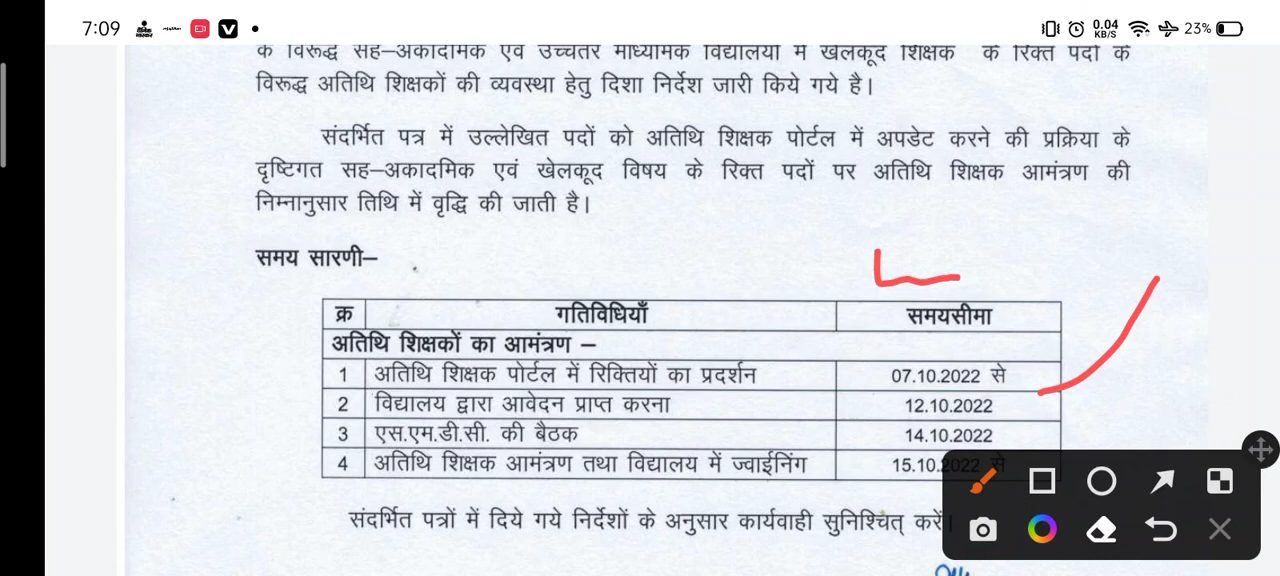 7:09
0.04
KB/S
23%
के विरूद्ध सह–अकादमिक एवं उच्चतर माध्यमिक विद्यालयों में खेलकूद शिक्षक के रिक्त पदों के
विरूद्ध अतिथि शिक्षकों की व्यवस्था हेतु दिशा निर्देश जारी किये गये है।
संदर्भित पत्र में उल्लेखित पदों को अतिथि शिक्षक पोर्टल में अपडेट करने की प्रक्रिया के
दृष्टिगत सह–अकादमिक एवं खेलकूद विषय के रिक्त पदों पर अतिथि शिक्षक आमंत्रण की
निम्नानुसार तिथि में वृद्धि की जाती है।
समय सारणी–
क्र गतिविधियाँ समयसीमा
अतिथि शिक्षकों का आमंत्रण –
1 अतिथि शिक्षक पोर्टल में रिक्तियों का प्रदर्शन 07.10.2022 से
2 विद्यालय द्वारा आवेदन प्राप्त करना 12.10.2022
3 एस.एम.डी.सी. की बैठक 14.10.2022
4 अतिथि शिक्षक आमंत्रण तथा विद्यालय में ज्वाईनिंग 15.10.2022 से
संदर्भित पत्रों में दिये गये निर्देशों के अनुसार कार्यवाही सुनिश्चित् करें।